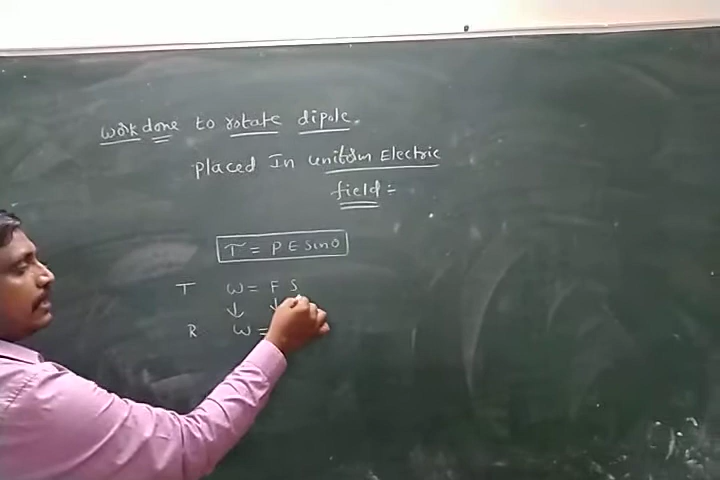 work done to rotate dipole.
placed In uniform Electric
field :-
τ = P E Sinθ
T W = F S
↓ ↓
R W =